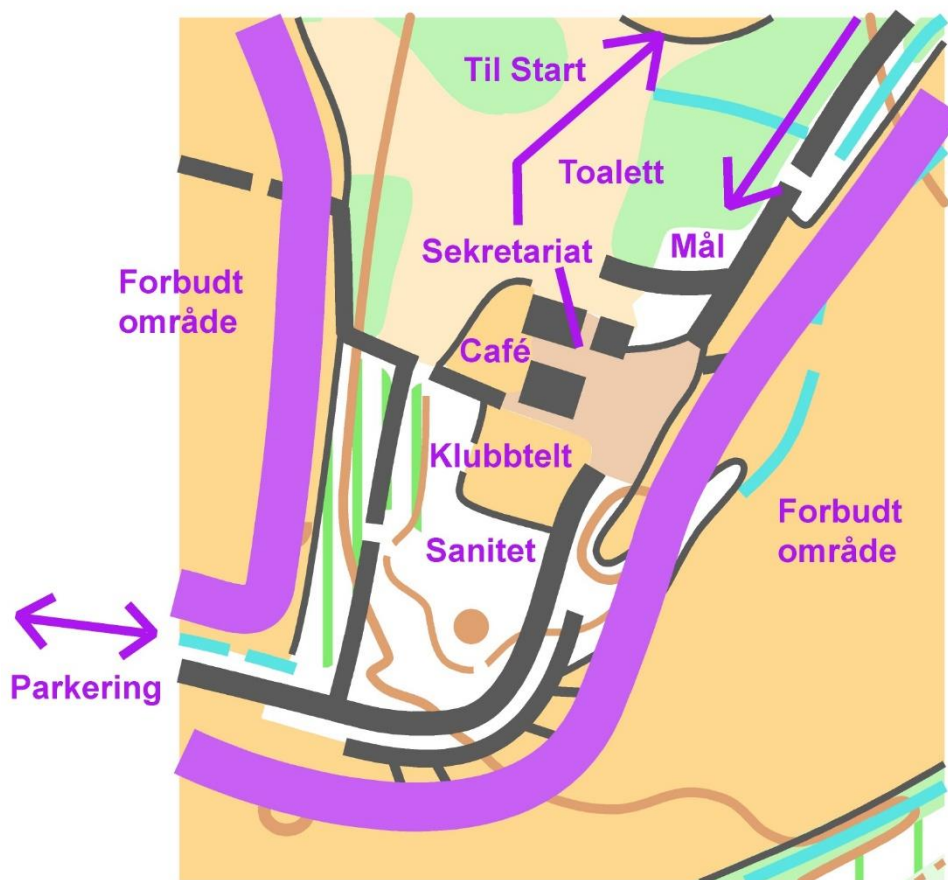 Til Start
Toalett
Sekretariat
Mål
Forbudt
område
Café
Klubbtelt
Sanitet
Forbudt
område
Parkering